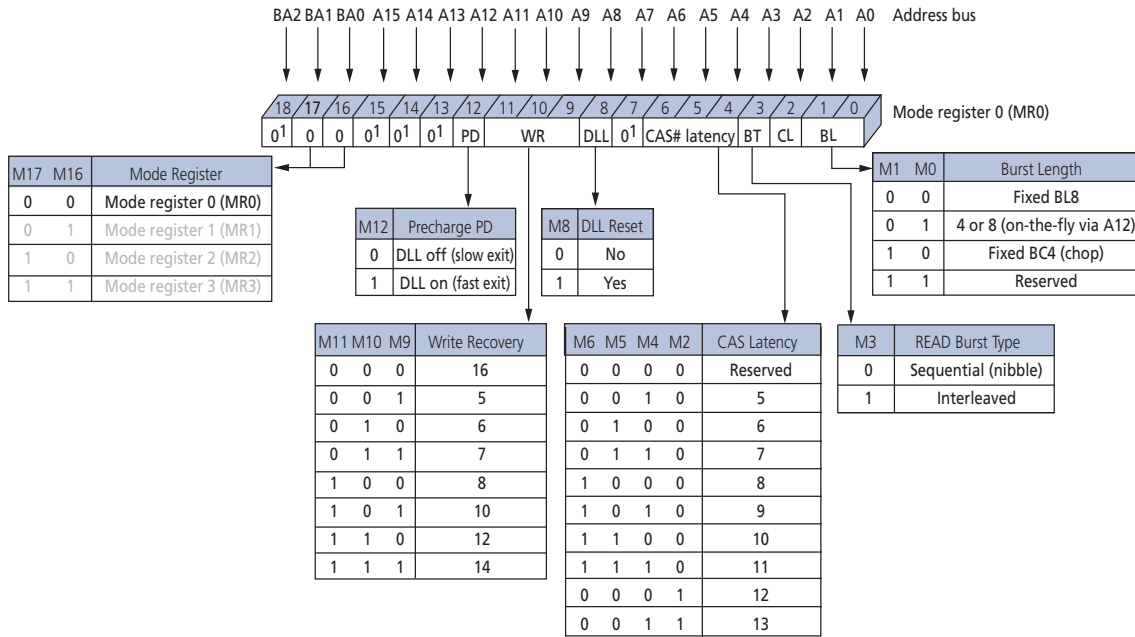 BA2 BA1 BA0 A15 A14 A13 A12 A11 A10 A9 A8 A7 A6 A5 A4 A3 A2 A1 A0 Address bus
18 17 16 15 14 13 12 11 10 9 8 7 6 5 4 3 2 1 0 Mode register 0 (MR0)
0¹ 0 0 0¹ 0¹ 0¹ PD WR DLL 0¹ CAS# latency BT CL BL
M17 M16 Mode Register
0 0 Mode register 0 (MR0)
0 1 Mode register 1 (MR1)
1 0 Mode register 2 (MR2)
1 1 Mode register 3 (MR3)
M12 Precharge PD
0 DLL off (slow exit)
1 DLL on (fast exit)
M8 DLL Reset
0 No
1 Yes
M1 M0 Burst Length
0 0 Fixed BL8
0 1 4 or 8 (on-the-fly via A12)
1 0 Fixed BC4 (chop)
1 1 Reserved
M11 M10 M9 Write Recovery
0 0 0 16
0 0 1 5
0 1 0 6
0 1 1 7
1 0 0 8
1 0 1 10
1 1 0 12
1 1 1 14
M6 M5 M4 M2 CAS Latency
0 0 0 0 Reserved
0 0 1 0 5
0 1 0 0 6
0 1 1 0 7
1 0 0 0 8
1 0 1 0 9
1 1 0 0 10
1 1 1 0 11
0 0 0 1 12
0 0 1 1 13
M3 READ Burst Type
0 Sequential (nibble)
1 Interleaved